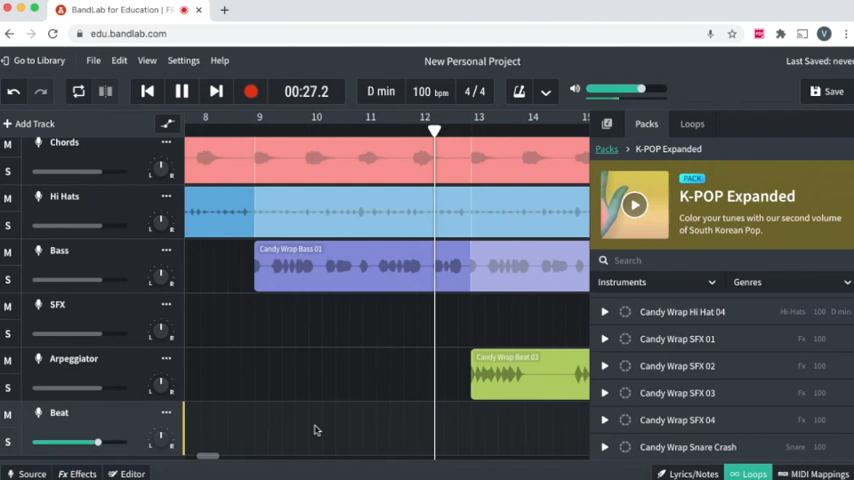 BandLab for Education | F
edu.bandlab.com
V
Go to Library
File
Edit
View
Settings
Help
New Personal Project
Last Saved: never
00:27.2
D min
100 bpm
4 / 4
Save
Add Track
8
9
10
11
12
13
14
15
Packs
Loops
Packs > K-POP Expanded
M
Chords
S
L R
M
Hi Hats
S
L R
M
Bass
S
L R
Candy Wrap Bass 01
M
SFX
S
L R
M
Arpeggiator
S
L R
Candy Wrap Beat 03
M
Beat
S
L R
PACK
K-POP Expanded
Color your tunes with our second volume
of South Korean Pop.
Search
Instruments
Genres
Candy Wrap Hi Hat 04 Hi-Hats 100 D min
Candy Wrap SFX 01 Fx 100
Candy Wrap SFX 02 Fx 100
Candy Wrap SFX 03 Fx 100
Candy Wrap SFX 04 Fx 100
Candy Wrap Snare Crash Snare 100
Source
Fx Effects
Editor
Lyrics/Notes
Loops
MIDI Mappings